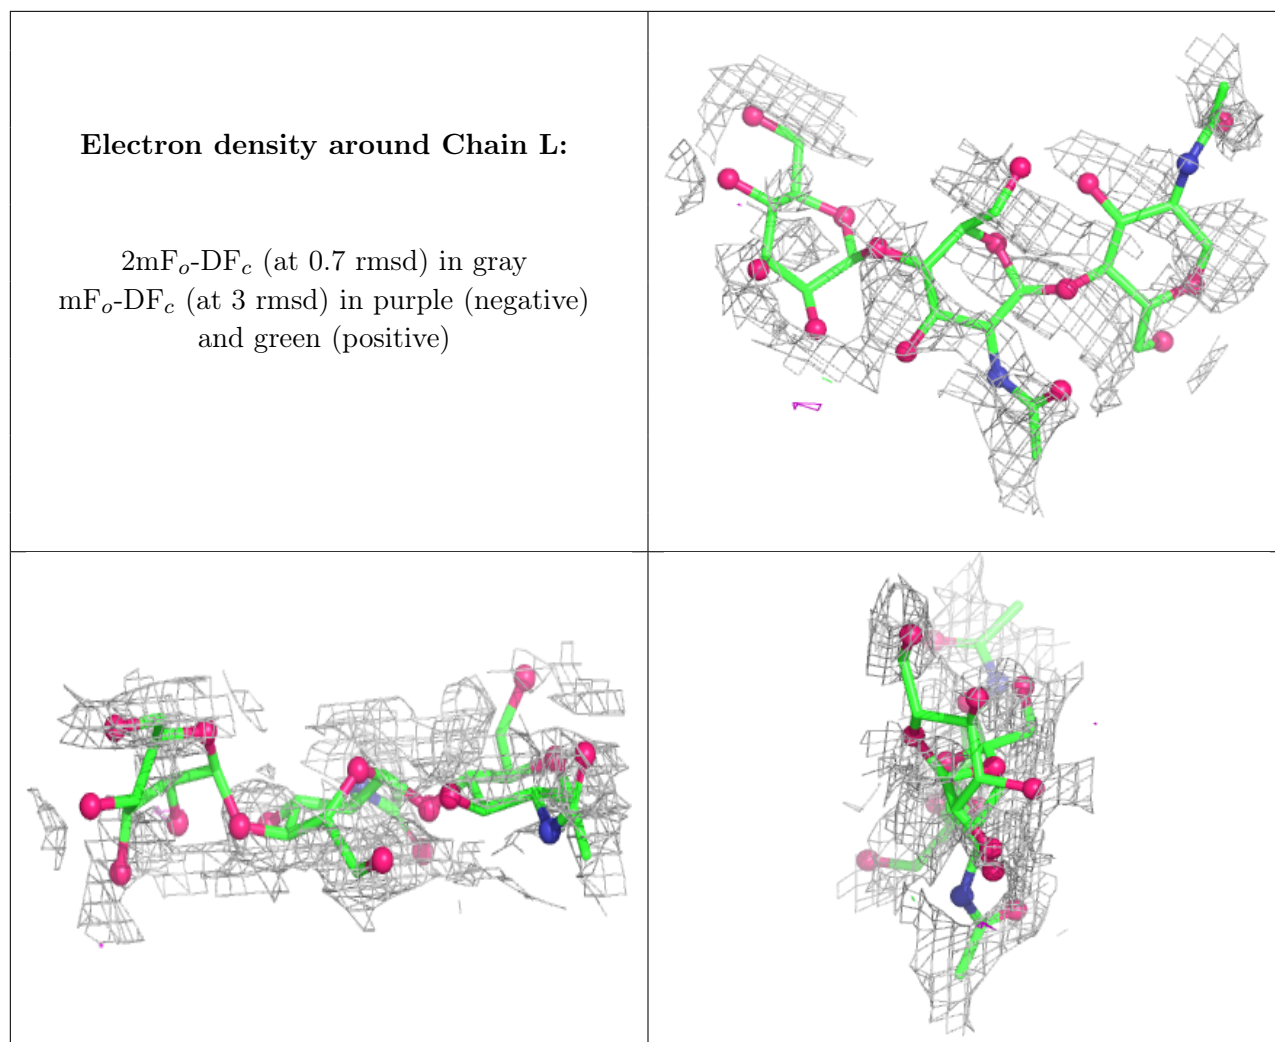 Electron density around Chain L:
2mFo-DFc (at 0.7 rmsd) in gray
mFo-DFc (at 3 rmsd) in purple (negative)
and green (positive)